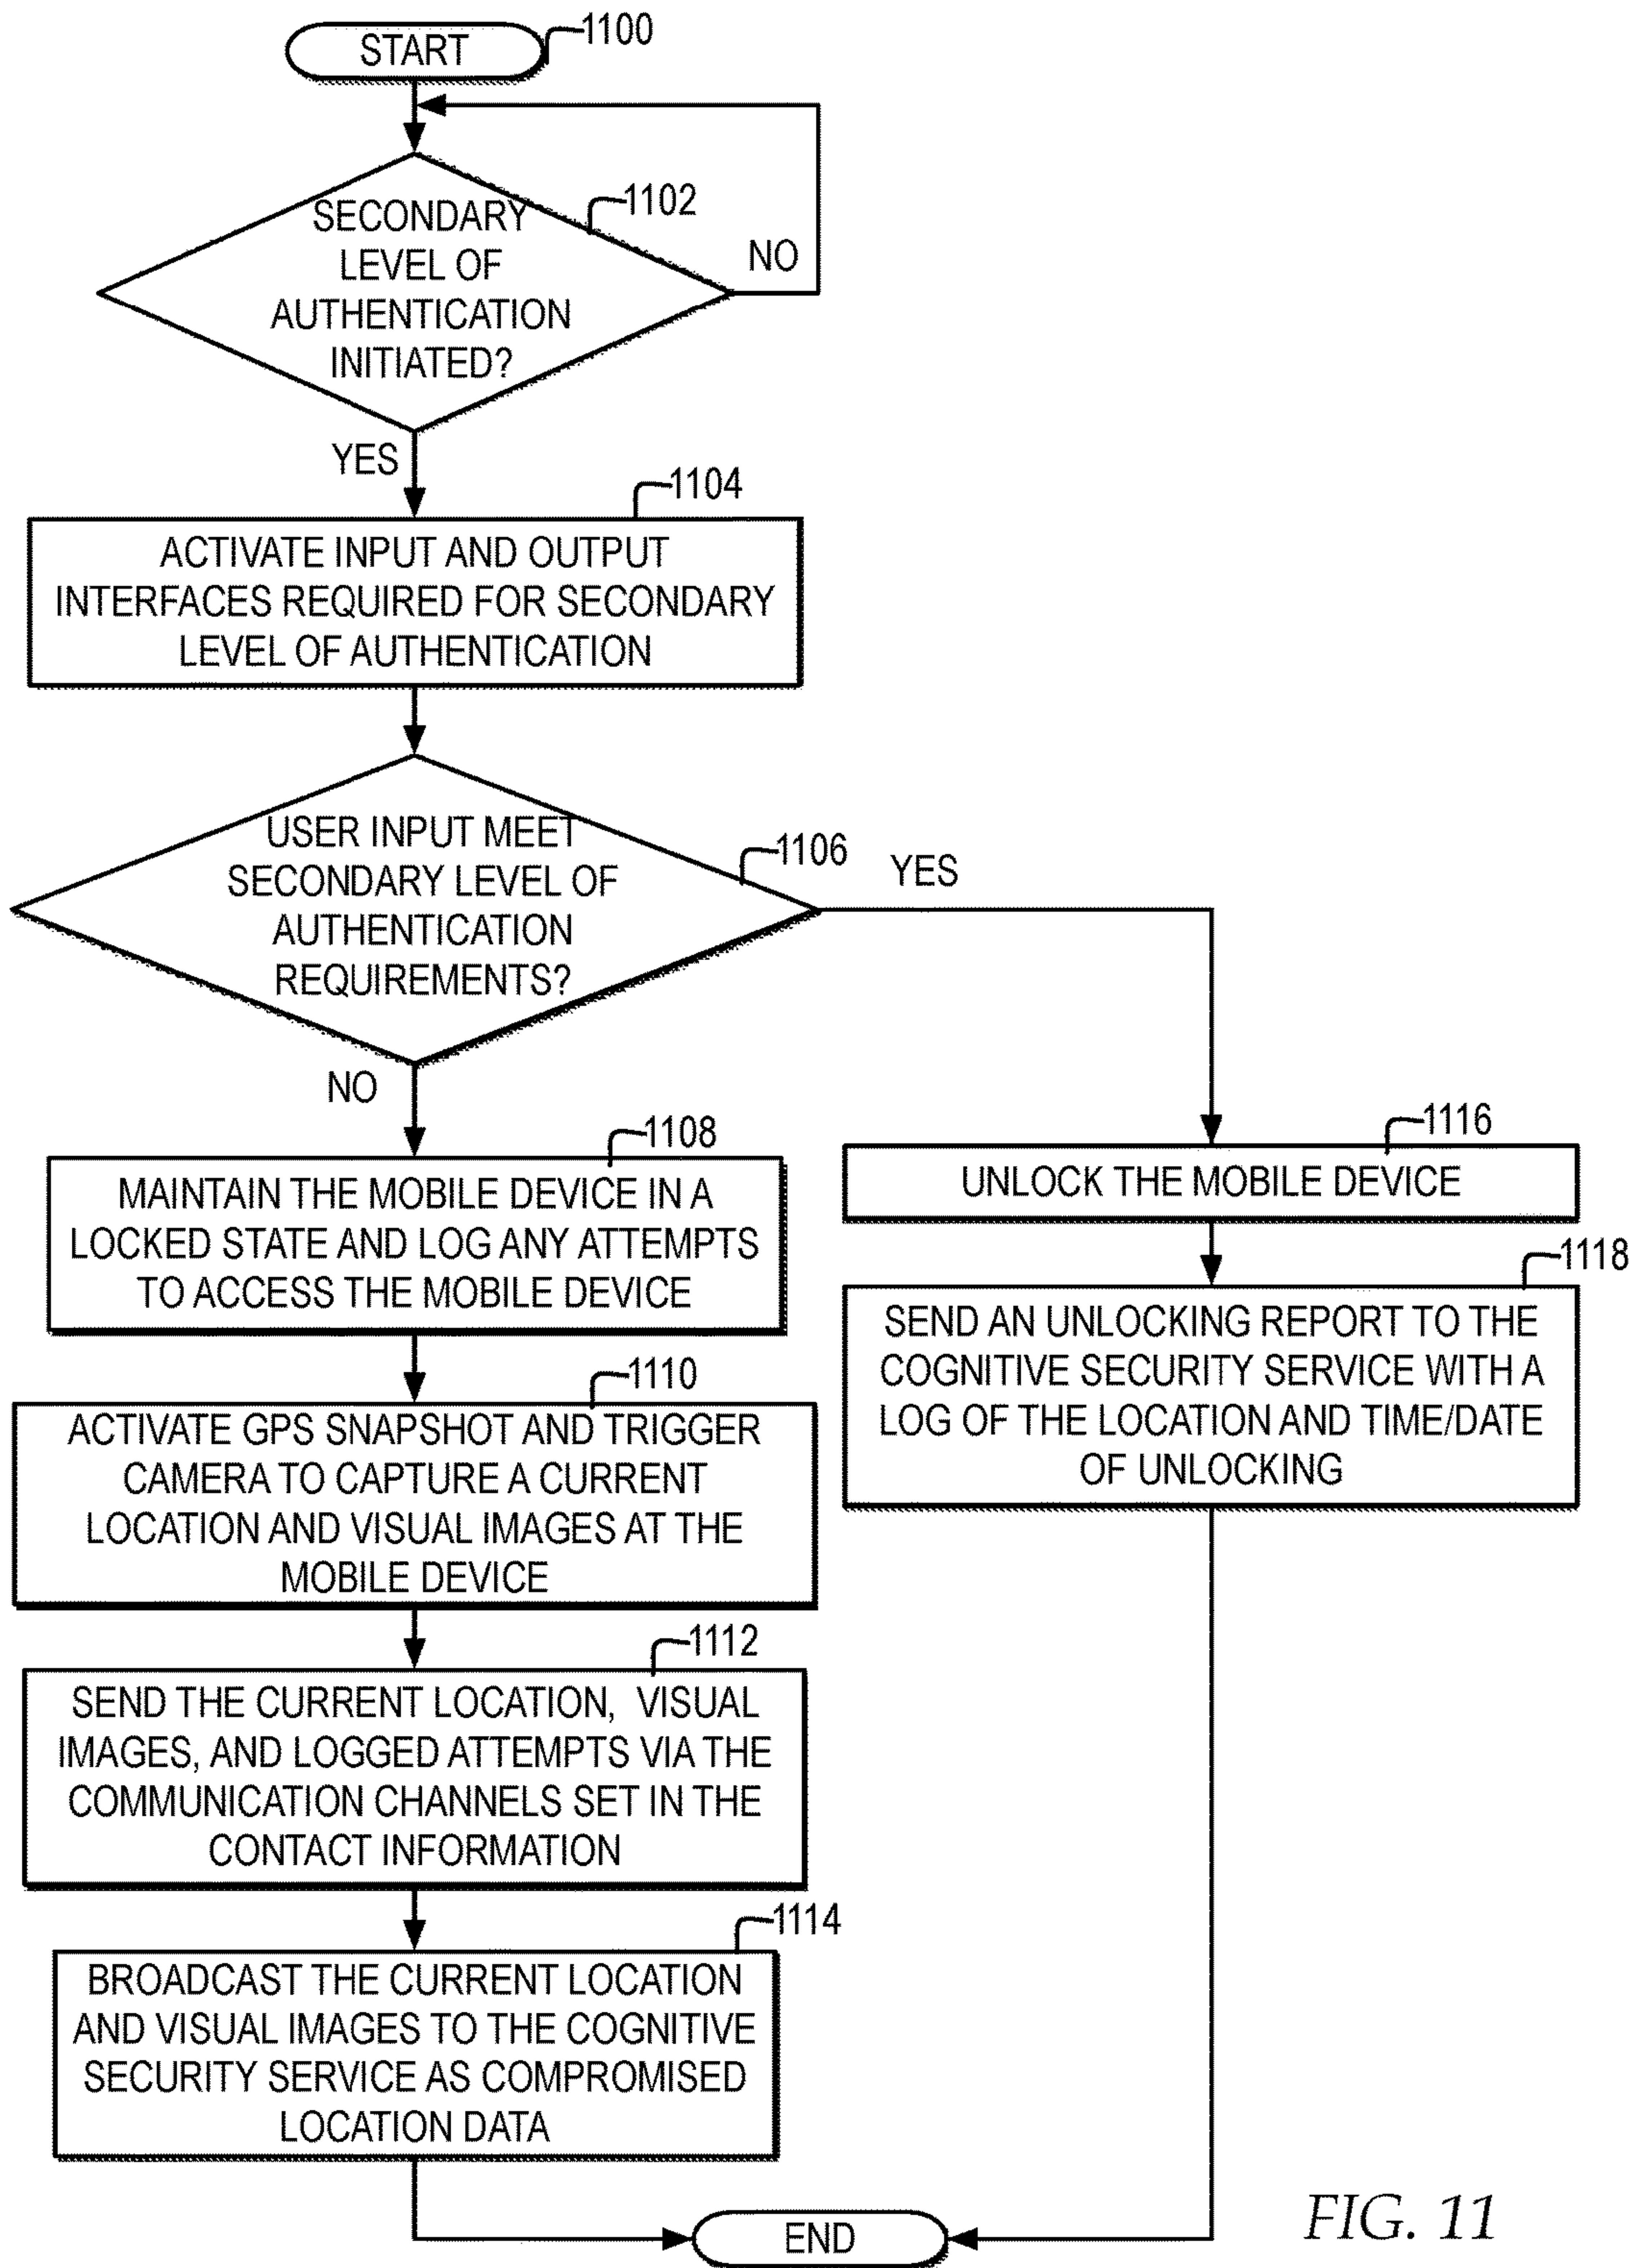 START
1100
1102
SECONDARY
LEVEL OF
AUTHENTICATION
INITIATED?
NO
YES
1104
ACTIVATE INPUT AND OUTPUT
INTERFACES REQUIRED FOR SECONDARY
LEVEL OF AUTHENTICATION
USER INPUT MEET
SECONDARY LEVEL OF
AUTHENTICATION
REQUIREMENTS?
1106
YES
NO
1108
MAINTAIN THE MOBILE DEVICE IN A
LOCKED STATE AND LOG ANY ATTEMPTS
TO ACCESS THE MOBILE DEVICE
1110
ACTIVATE GPS SNAPSHOT AND TRIGGER
CAMERA TO CAPTURE A CURRENT
LOCATION AND VISUAL IMAGES AT THE
MOBILE DEVICE
1112
SEND THE CURRENT LOCATION, VISUAL
IMAGES, AND LOGGED ATTEMPTS VIA THE
COMMUNICATION CHANNELS SET IN THE
CONTACT INFORMATION
1114
BROADCAST THE CURRENT LOCATION
AND VISUAL IMAGES TO THE COGNITIVE
SECURITY SERVICE AS COMPROMISED
LOCATION DATA
1116
UNLOCK THE MOBILE DEVICE
1118
SEND AN UNLOCKING REPORT TO THE
COGNITIVE SECURITY SERVICE WITH A
LOG OF THE LOCATION AND TIME/DATE
OF UNLOCKING
END
FIG. 11